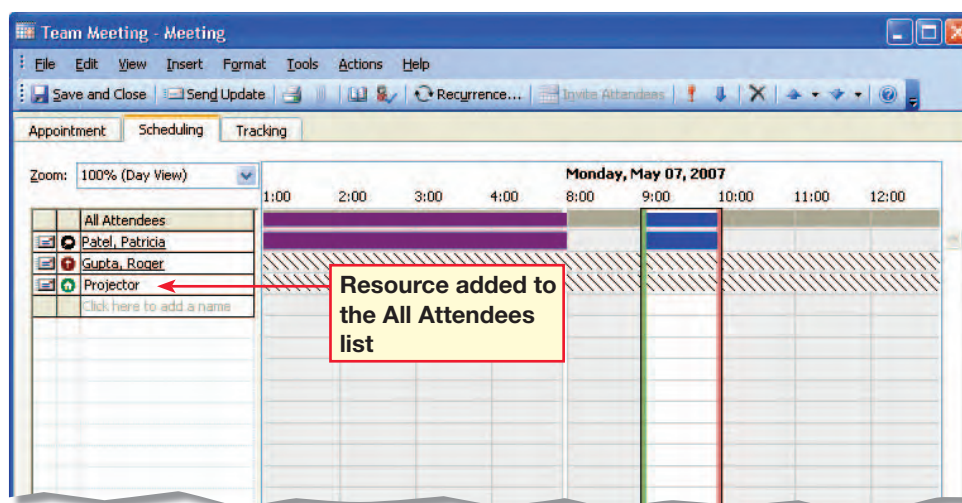 Team Meeting - Meeting
File Edit View Insert Format Tools Actions Help
Save and Close Send Update Recurrence... Invite Attendees
Appointment Scheduling Tracking
Zoom: 100% (Day View)
Monday, May 07, 2007
1:00 2:00 3:00 4:00 8:00 9:00 10:00 11:00 12:00
All Attendees
Patel, Patricia
Gupta, Roger
Projector
Click here to add a name
Resource added to
the All Attendees
list